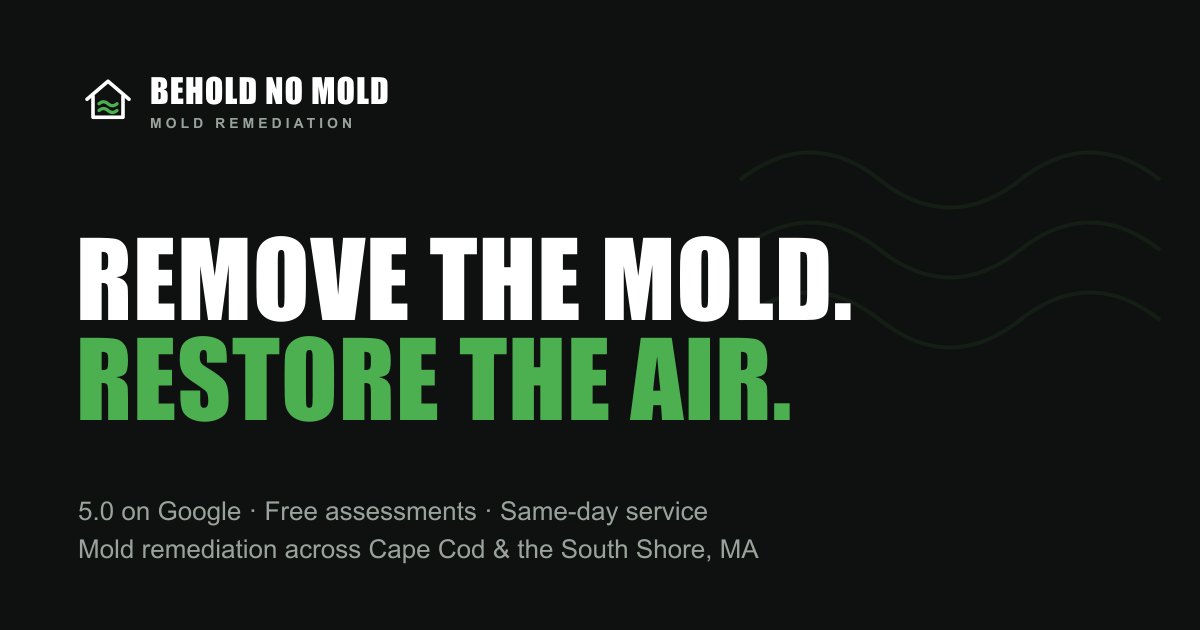 BEHOLD NO MOLD
MOLD REMEDIATION
REMOVE THE MOLD.
RESTORE THE AIR.
5.0 on Google · Free assessments · Same-day service
Mold remediation across Cape Cod & the South Shore, MA